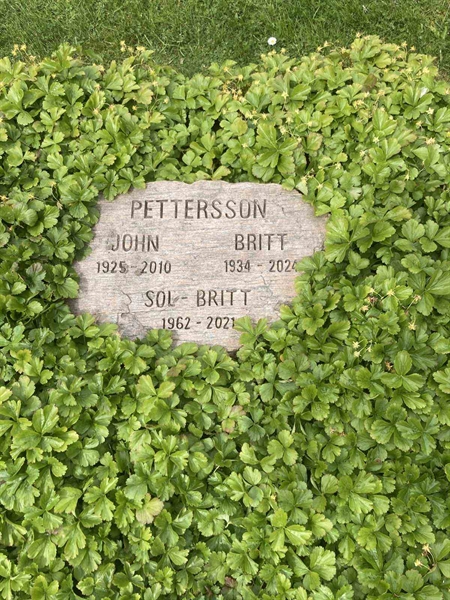 PETTERSSON
JOHN BRITT
1925 - 2010 1934 - 2024
SOL - BRITT
1962 - 2021